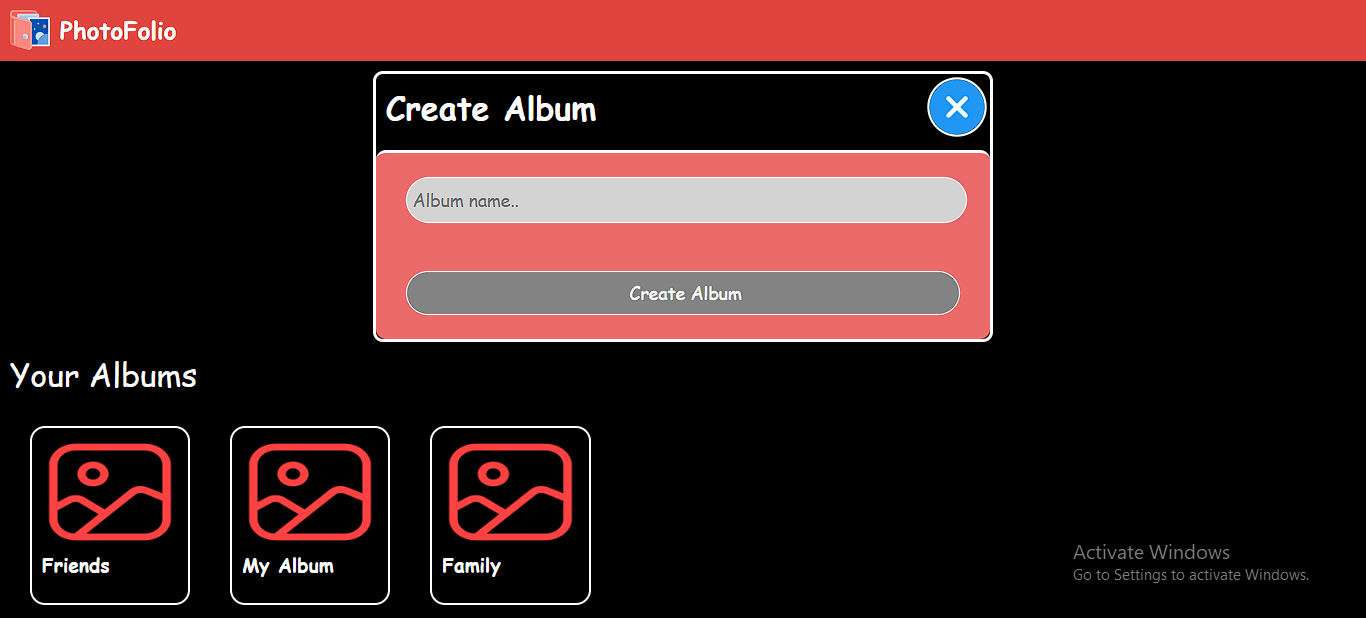 PhotoFolio
Create Album
Album name..
Create Album
Your Albums
Friends
My Album
Family
Activate Windows
Go to Settings to activate Windows.